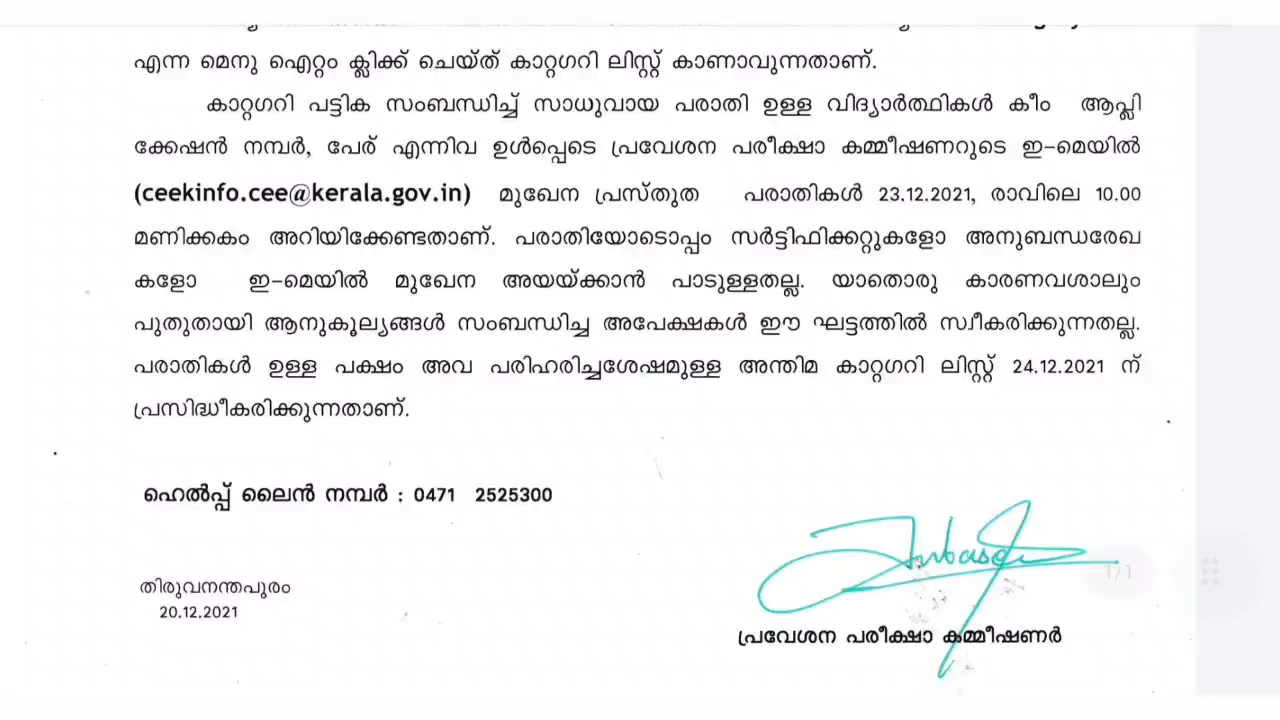 എന്ന മെനു ഐറ്റം ക്ലിക്ക് ചെയ്ത് കാറ്റഗറി ലിസ്റ്റ് കാണാവുന്നതാണ്.
കാറ്റഗറി പട്ടിക സംബന്ധിച്ച് സാധുവായ പരാതി ഉള്ള വിദ്യാർത്ഥികൾ കീം ആപ്ലി
ക്കേഷൻ നമ്പർ, പേര് എന്നിവ ഉൾപ്പെടെ പ്രവേശന പരീക്ഷാ കമ്മീഷണറുടെ ഇ-മെയിൽ
(ceekinfo.cee@kerala.gov.in) മുഖേന പ്രസ്തുത പരാതികൾ 23.12.2021, രാവിലെ 10.00
മണിക്കകം അറിയിക്കേണ്ടതാണ്. പരാതിയോടൊപ്പം സർട്ടിഫിക്കറ്റുകളോ അനുബന്ധരേഖ
കളോ ഇ-മെയിൽ മുഖേന അയയ്ക്കാൻ പാടുള്ളതല്ല. യാതൊരു കാരണവശാലും
പുതുതായി ആനുകൂല്യങ്ങൾ സംബന്ധിച്ച അപേക്ഷകൾ ഈ ഘട്ടത്തിൽ സ്വീകരിക്കുന്നതല്ല.
പരാതികൾ ഉള്ള പക്ഷം അവ പരിഹരിച്ചശേഷമുള്ള അന്തിമ കാറ്റഗറി ലിസ്റ്റ് 24.12.2021 ന്
പ്രസിദ്ധീകരിക്കുന്നതാണ്.
ഹെൽപ്പ് ലൈൻ നമ്പർ : 0471 2525300
തിരുവനന്തപുരം
20.12.2021
1/1
പ്രവേശന പരീക്ഷാ കമ്മീഷണർ